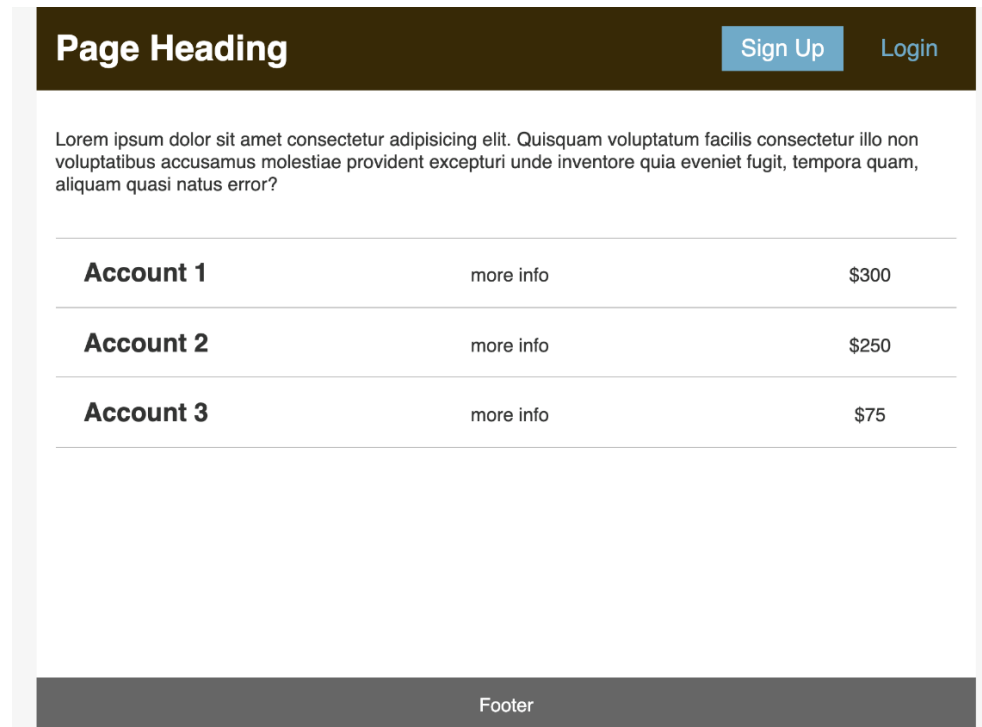 Page Heading
Sign Up
Login
Lorem ipsum dolor sit amet consectetur adipisicing elit. Quisquam voluptatum facilis consectetur illo non
voluptatibus accusamus molestiae provident excepturi unde inventore quia eveniet fugit, tempora quam,
aliquam quasi natus error?
Account 1 more info $300
Account 2 more info $250
Account 3 more info $75
Footer